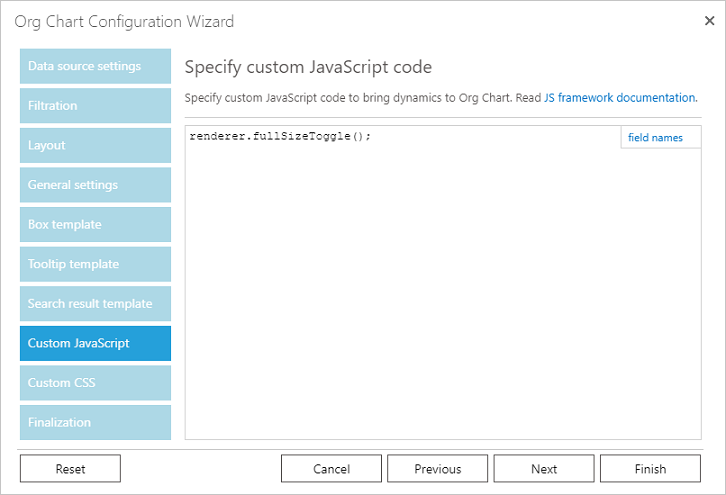 Org Chart Configuration Wizard
Data source settings
Filtration
Layout
General settings
Box template
Tooltip template
Search result template
Custom JavaScript
Custom CSS
Finalization
Specify custom JavaScript code
Specify custom JavaScript code to bring dynamics to Org Chart. Read JS framework documentation.
renderer.fullSizeToggle();
field names
Reset
Cancel
Previous
Next
Finish